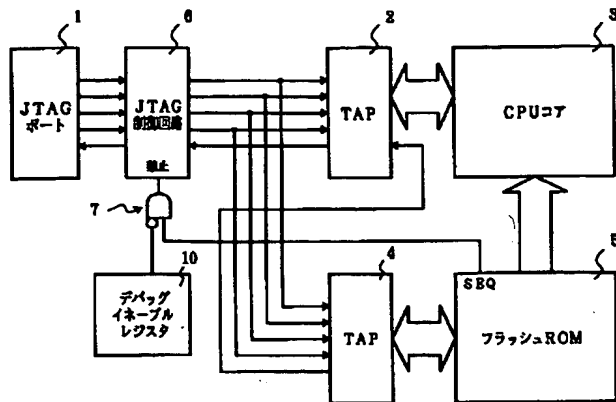 1
6
2
3
JTAG
ポート
JTAG
制御回路
禁止
TAP
CPUコア
7
10
デバッグ
イネーブル
レジスタ
4
TAP
5
SEQ
フラッシュROM